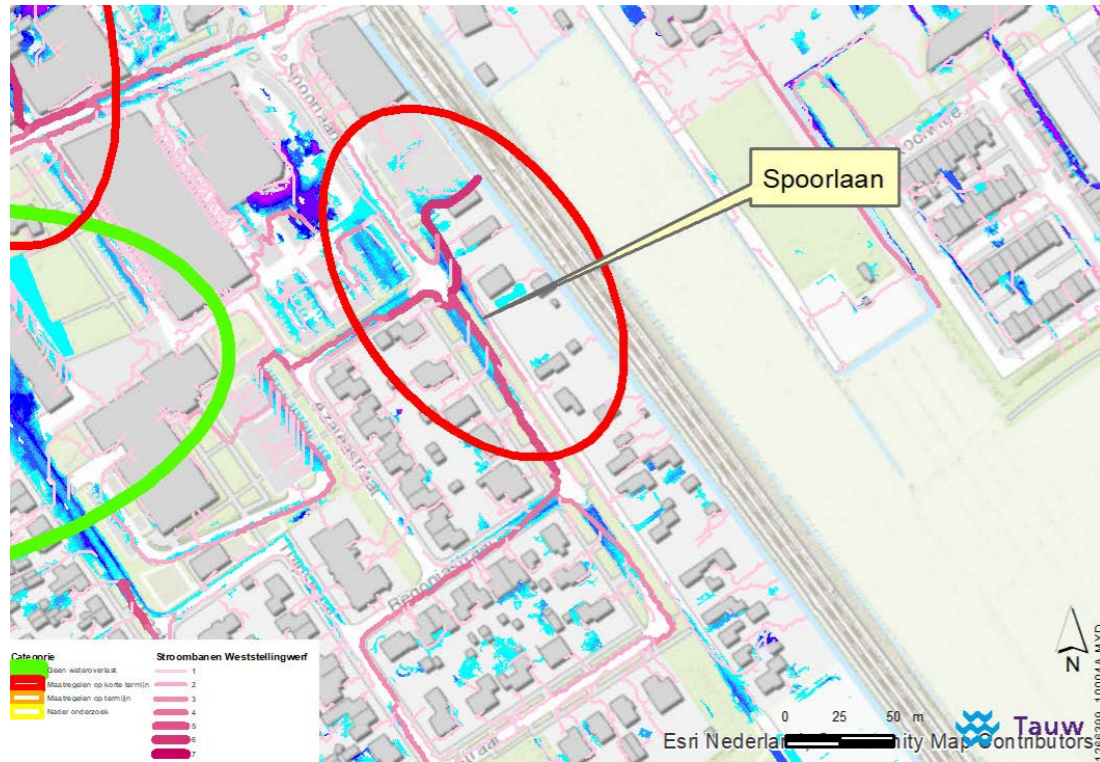 Spoorlaan
Spoorlaan
Azaleastraat
Begoniastraat
Categorie
Geen wateroverlast
Maatregelen op korte termijn
Maatregelen op termijn
Nader onderzoek
Stroombanen Weststellingwerf
1
2
3
4
5
6
7
N
0 25 50 m
Tauw
Esri Nederland, Community Map Contributors